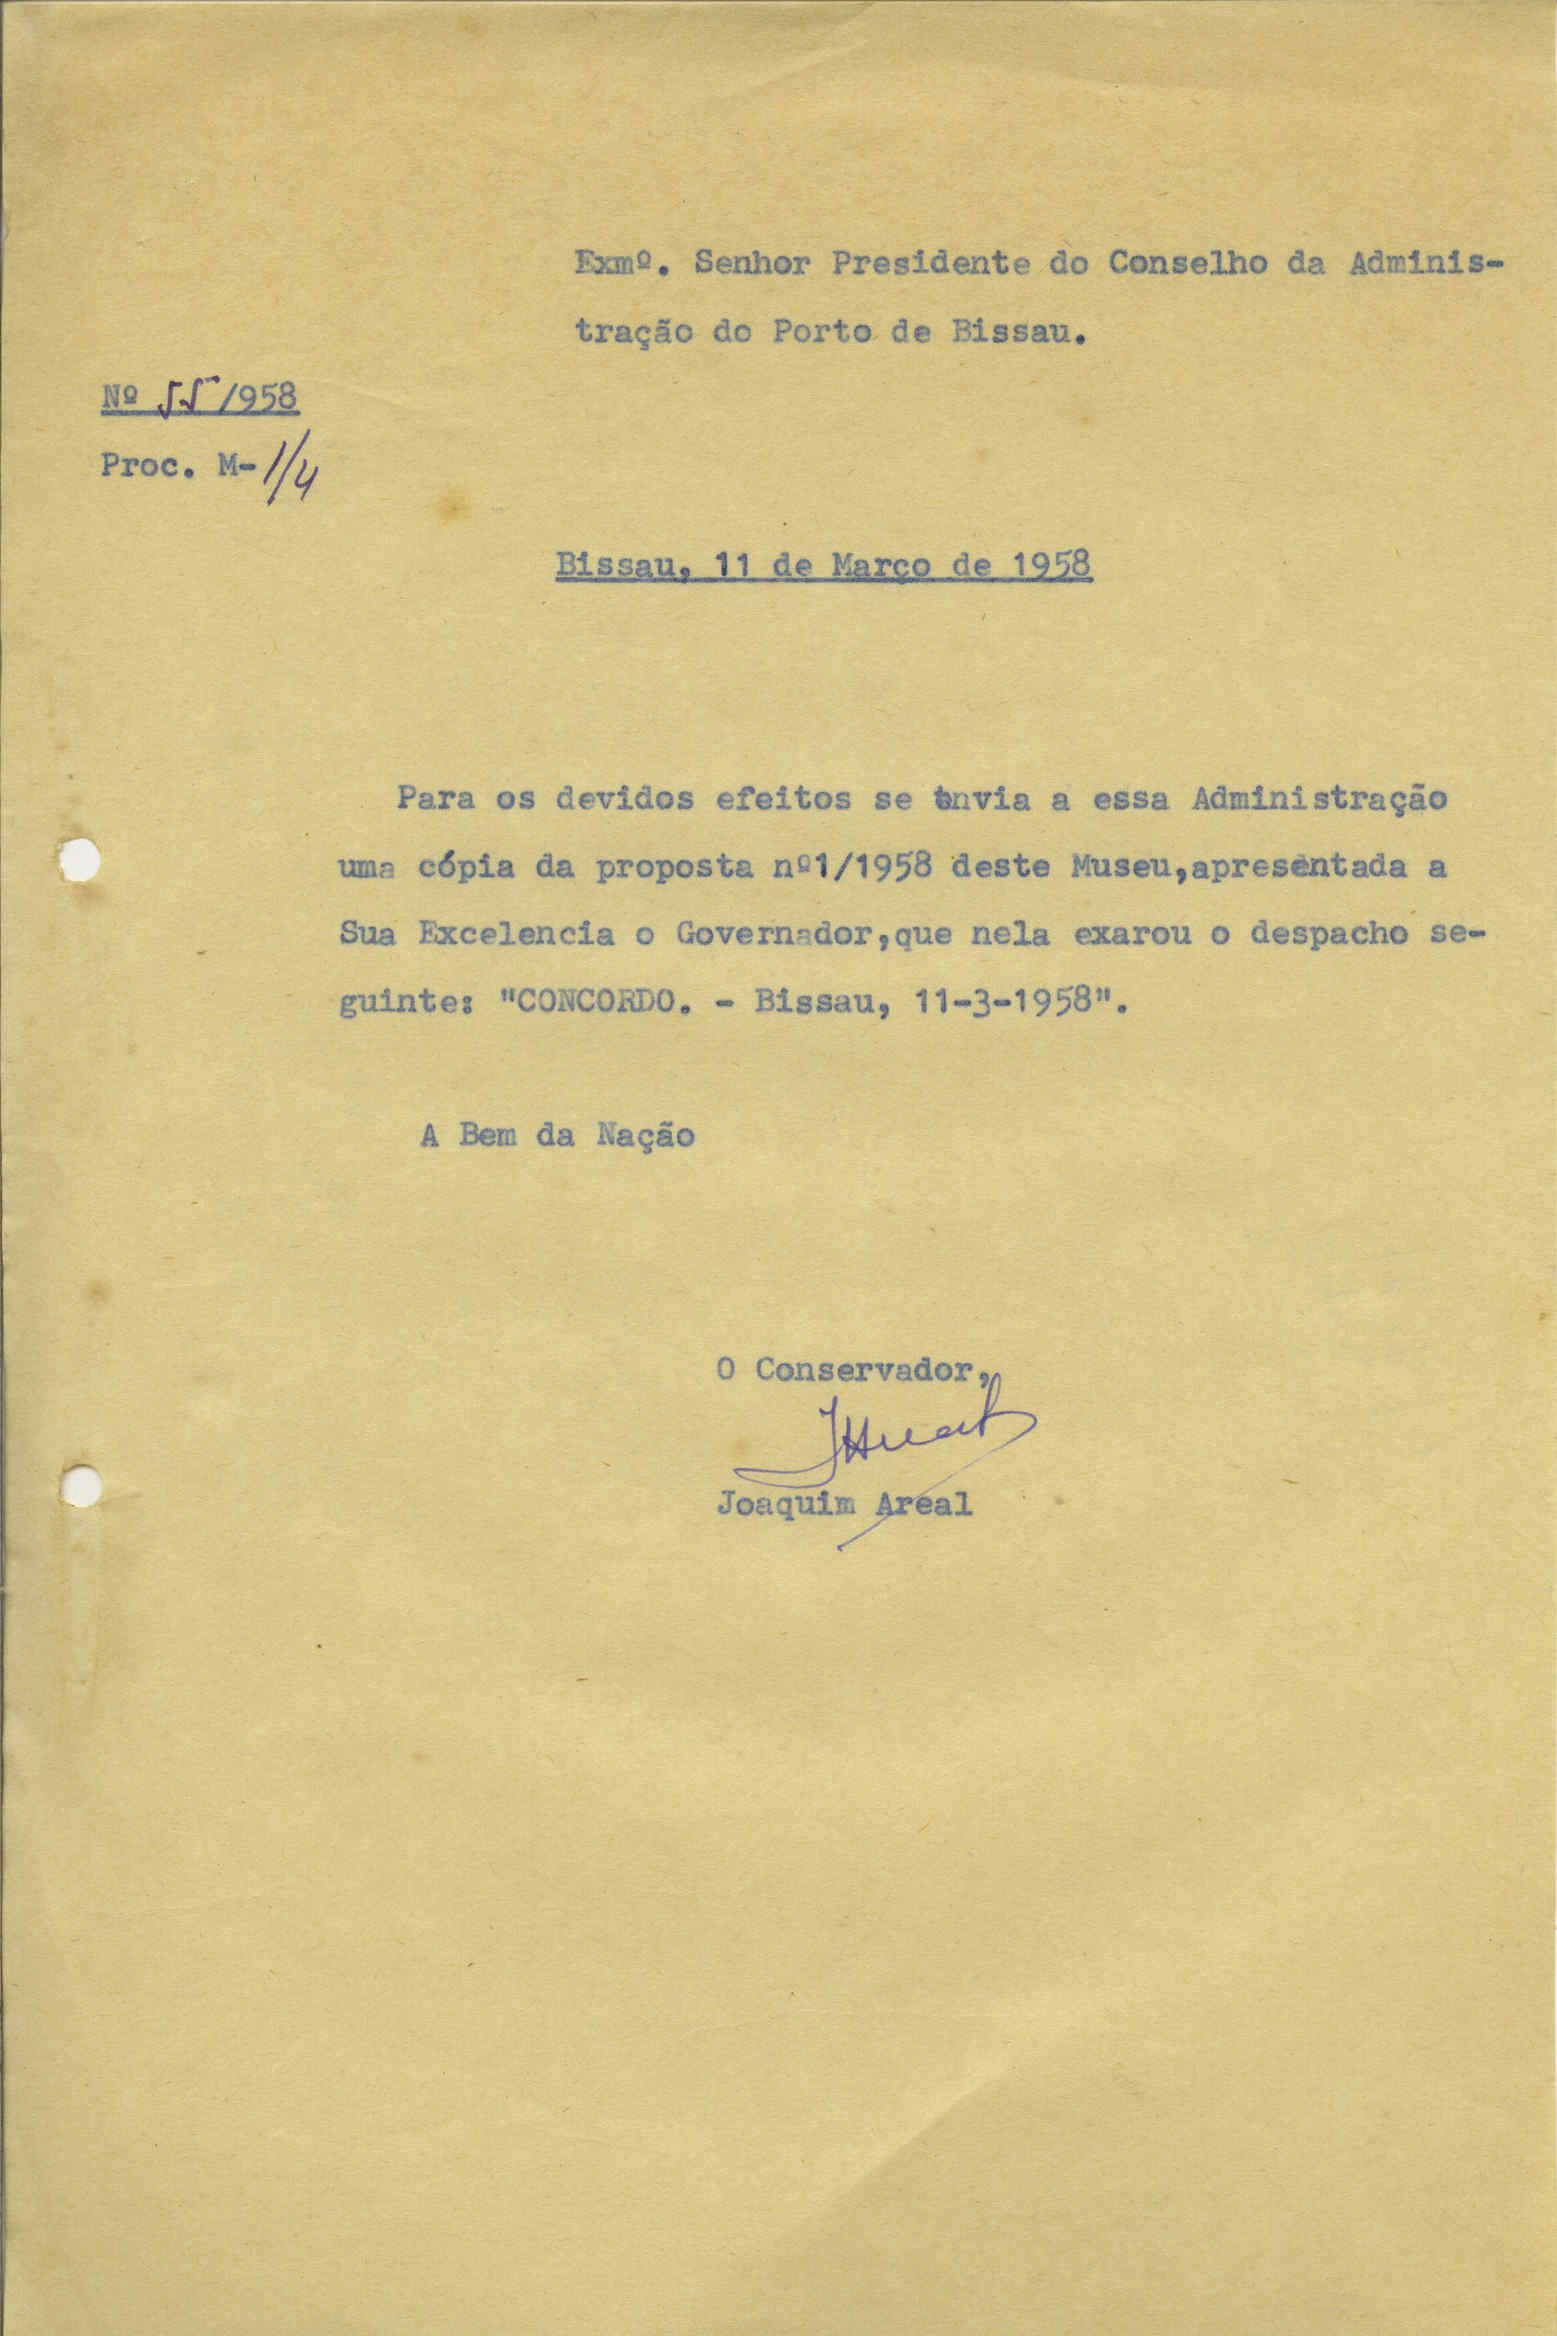 Exmº. Senhor Presidente do Conselho da Adminis-
tração do Porto de Bissau.
Nº 55/958
Proc. M-1/4
Bissau, 11 de Março de 1958
Para os devidos efeitos se envia a essa Administração
uma cópia da proposta nº1/1958 deste Museu,apresentada a
Sua Excelencia o Governador,que nela exarou o despacho se-
guinte: "CONCORDO. - Bissau, 11-3-1958".
A Bem da Nação
O Conservador,
Joaquim Areal